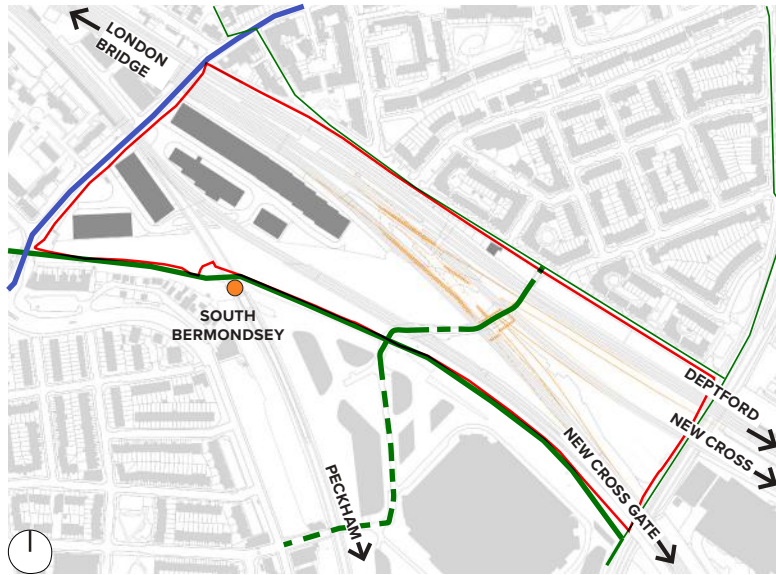 LONDON
BRIDGE
SOUTH
BERMONDSEY
DEPTFORD
NEW CROSS
NEW CROSS GATE
PECKHAM